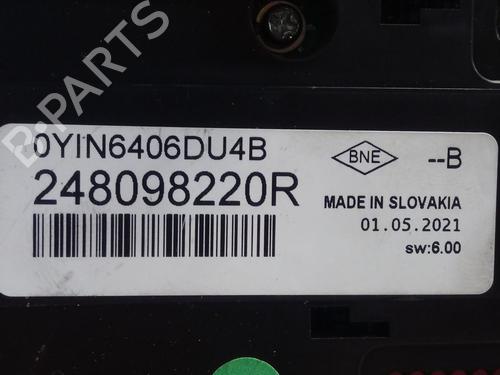 B-PARTS
0YIN6406DU4B
248098220R
BNE
--B
MADE IN SLOVAKIA
01.05.2021
sw:6.00